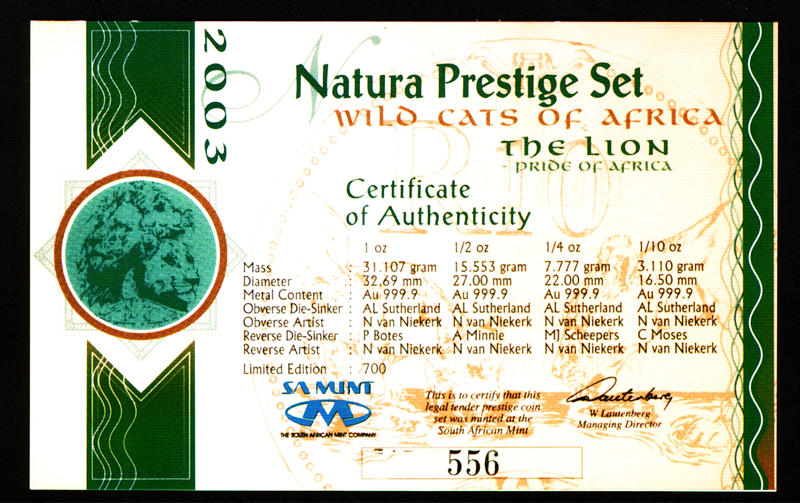 2003
Natura Prestige Set
WILD CATS OF AFRICA
THE LION
- PRIDE OF AFRICA
Certificate
of Authenticity
1 oz 1/2 oz 1/4 oz 1/10 oz
Mass : 31.107 gram 15.553 gram 7.777 gram 3.110 gram
Diameter : 32.69 mm 27.00 mm 22.00 mm 16.50 mm
Metal Content : Au 999.9 Au 999.9 Au 999.9 Au 999.9
Obverse Die-Sinker : AL Sutherland AL Sutherland AL Sutherland AL Sutherland
Obverse Artist : N van Niekerk N van Niekerk N van Niekerk N van Niekerk
Reverse Die-Sinker : P Botes A Minnie MJ Scheepers C Moses
Reverse Artist : N van Niekerk N van Niekerk N van Niekerk N van Niekerk
Limited Edition : 700
SA MINT
THE SOUTH AFRICAN MINT COMPANY
This is to certify that this
legal tender prestige coin
set was minted at the
South African Mint
W Lautenberg
Managing Director
556